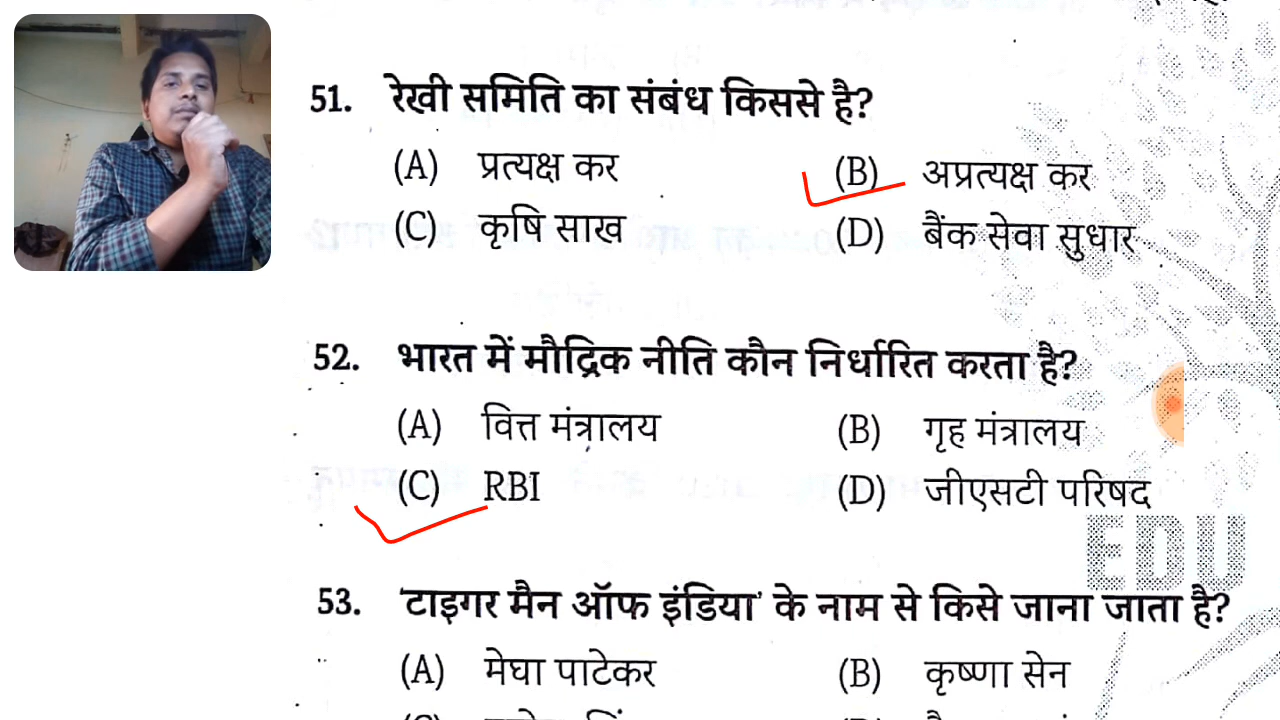 51. रेखी समिति का संबंध किससे है?
(A) प्रत्यक्ष कर (B) अप्रत्यक्ष कर
(C) कृषि साख (D) बैंक सेवा सुधार
52. भारत में मौद्रिक नीति कौन निर्धारित करता है?
(A) वित्त मंत्रालय (B) गृह मंत्रालय
(C) RBI (D) जीएसटी परिषद
EDU
53. 'टाइगर मैन ऑफ इंडिया' के नाम से किसे जाना जाता है?
(A) मेघा पाटेकर (B) कृष्णा सेन